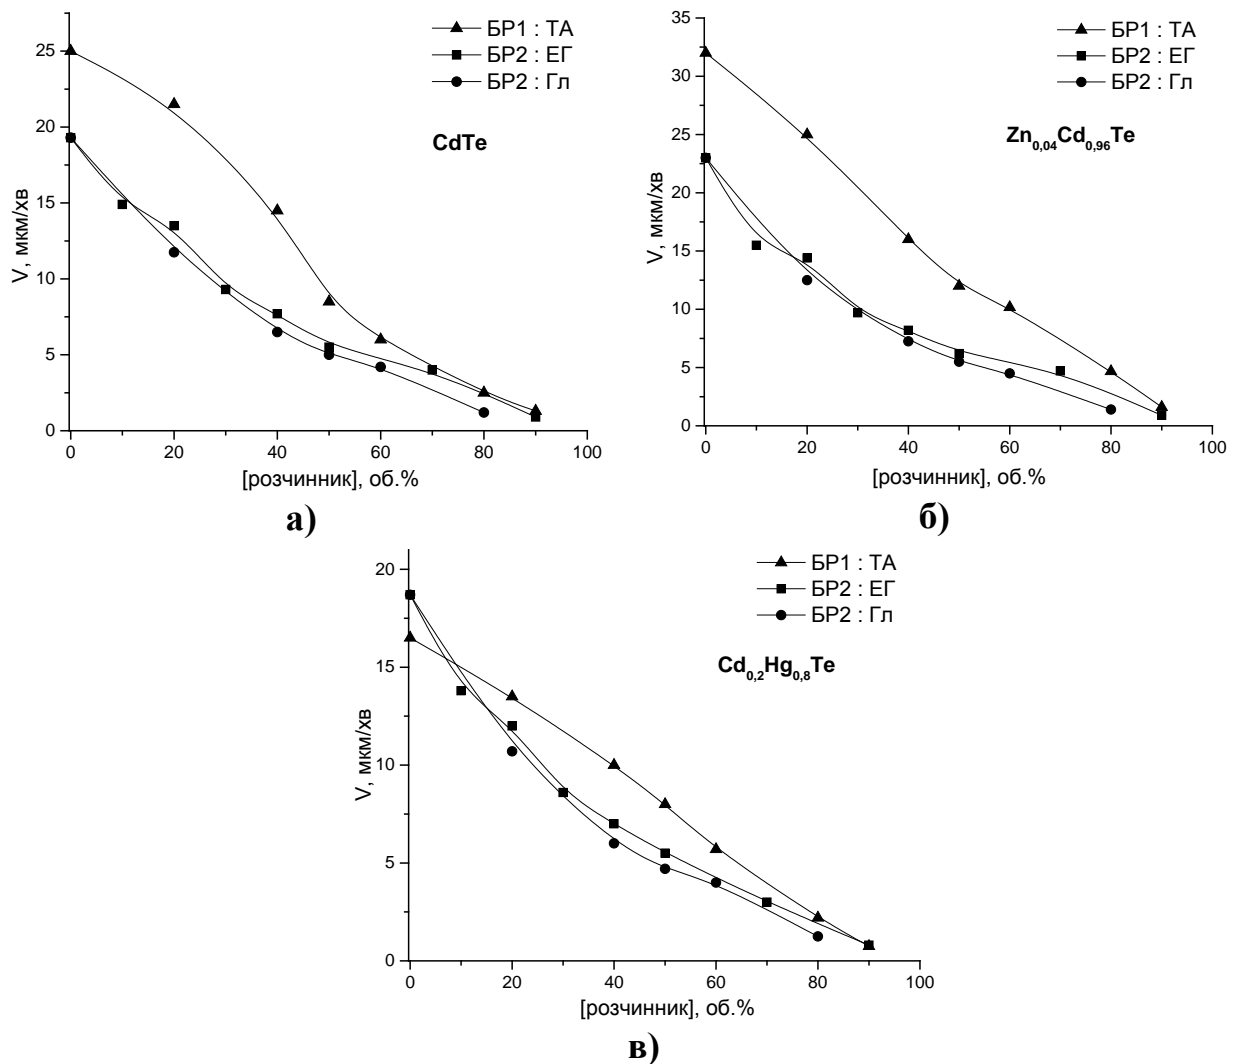 БР1 : ТА
БР2 : ЕГ
БР2 : Гл
CdTe
V, мкм/хв
25
20
15
10
5
0
0 20 40 60 80 100
[розчинник], об.%
а)
БР1 : ТА
БР2 : ЕГ
БР2 : Гл
Zn0,04Cd0,96Te
V, мкм/хв
35
30
25
20
15
10
5
0
0 20 40 60 80 100
[розчинник], об.%
б)
БР1 : ТА
БР2 : ЕГ
БР2 : Гл
Cd0,2Hg0,8Te
V, мкм/хв
20
15
10
5
0
0 20 40 60 80 100
[розчинник], об.%
в)